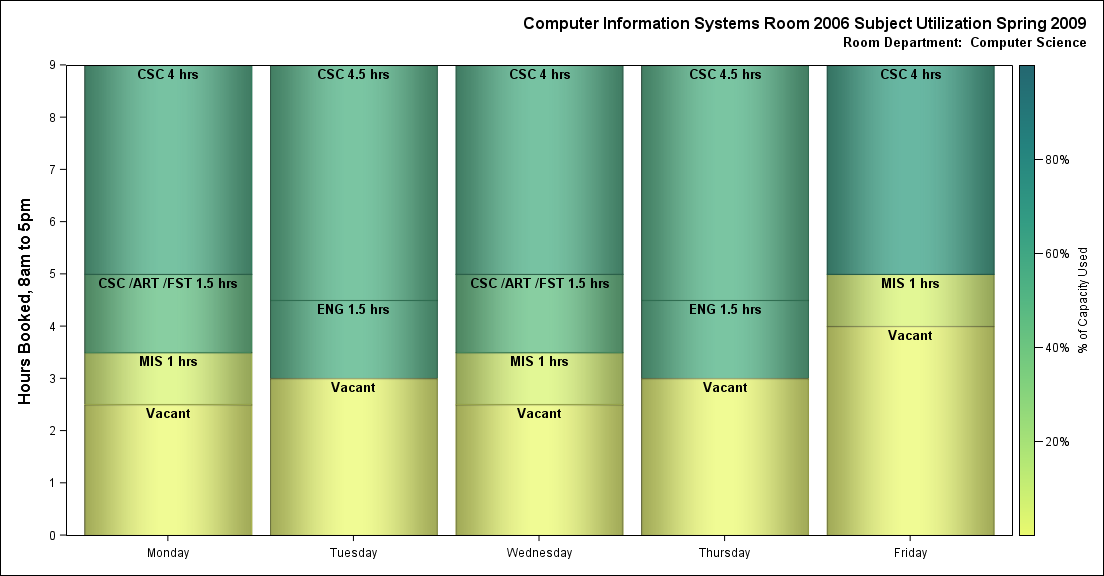 Computer Information Systems Room 2006 Subject Utilization Spring 2009
Room Department:  Computer Science
Hours Booked, 8am to 5pm
9
8
7
6
5
4
3
2
1
0
CSC 4 hrs
CSC /ART /FST 1.5 hrs
MIS 1 hrs
Vacant
Monday
CSC 4.5 hrs
ENG 1.5 hrs
Vacant
Tuesday
CSC 4 hrs
CSC /ART /FST 1.5 hrs
MIS 1 hrs
Vacant
Wednesday
CSC 4.5 hrs
ENG 1.5 hrs
Vacant
Thursday
CSC 4 hrs
MIS 1 hrs
Vacant
Friday
80%
60%
40%
20%
% of Capacity Used